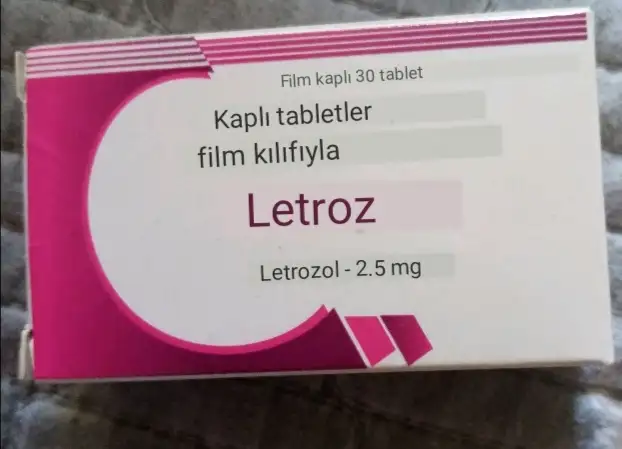 Film kaplı 30 tablet
Kaplı tabletler
film kılıfıyla
Letroz
Letrozol - 2.5 mg